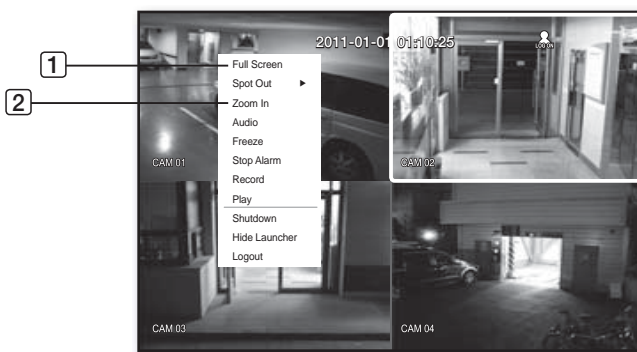 2011-01-01 01:10:25
LOG ON
1
Full Screen
Spot Out
2
Zoom In
Audio
Freeze
Stop Alarm
Record
Play
Shutdown
Hide Launcher
Logout
CAM 01
CAM 02
CAM 03
CAM 04